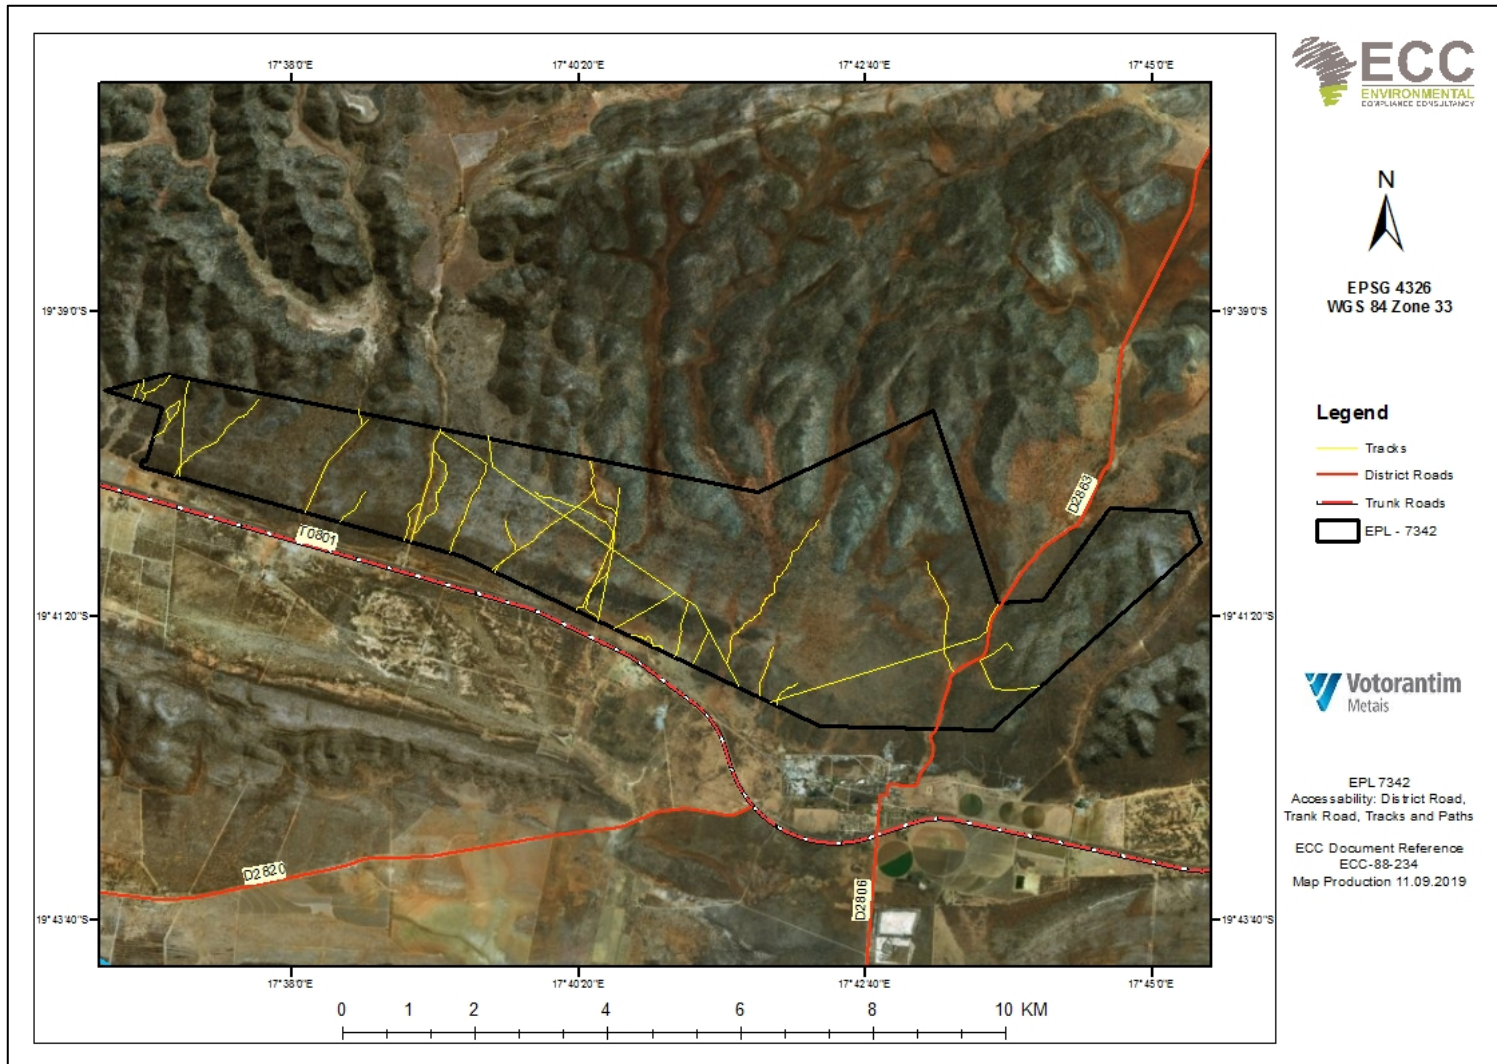 17°38'0"E 17°40'20"E 17°42'40"E 17°45'0"E
19°39'0"S 19°39'0"S
19°41'20"S 19°41'20"S
19°43'40"S 19°43'40"S
T0801
D2863
D2820
D2806
17°38'0"E 17°40'20"E 17°42'40"E 17°45'0"E
0 1 2 4 6 8 10 KM
ECC
ENVIRONMENTAL
COMPLIANCE CONSULTANCY
N
EPSG 4326
WGS 84 Zone 33
Legend
Tracks
District Roads
Trunk Roads
EPL - 7342
Votorantim
Metais
EPL 7342
Accessability: District Road,
Trank Road, Tracks and Paths
ECC Document Reference
ECC-88-234
Map Production 11.09.2019